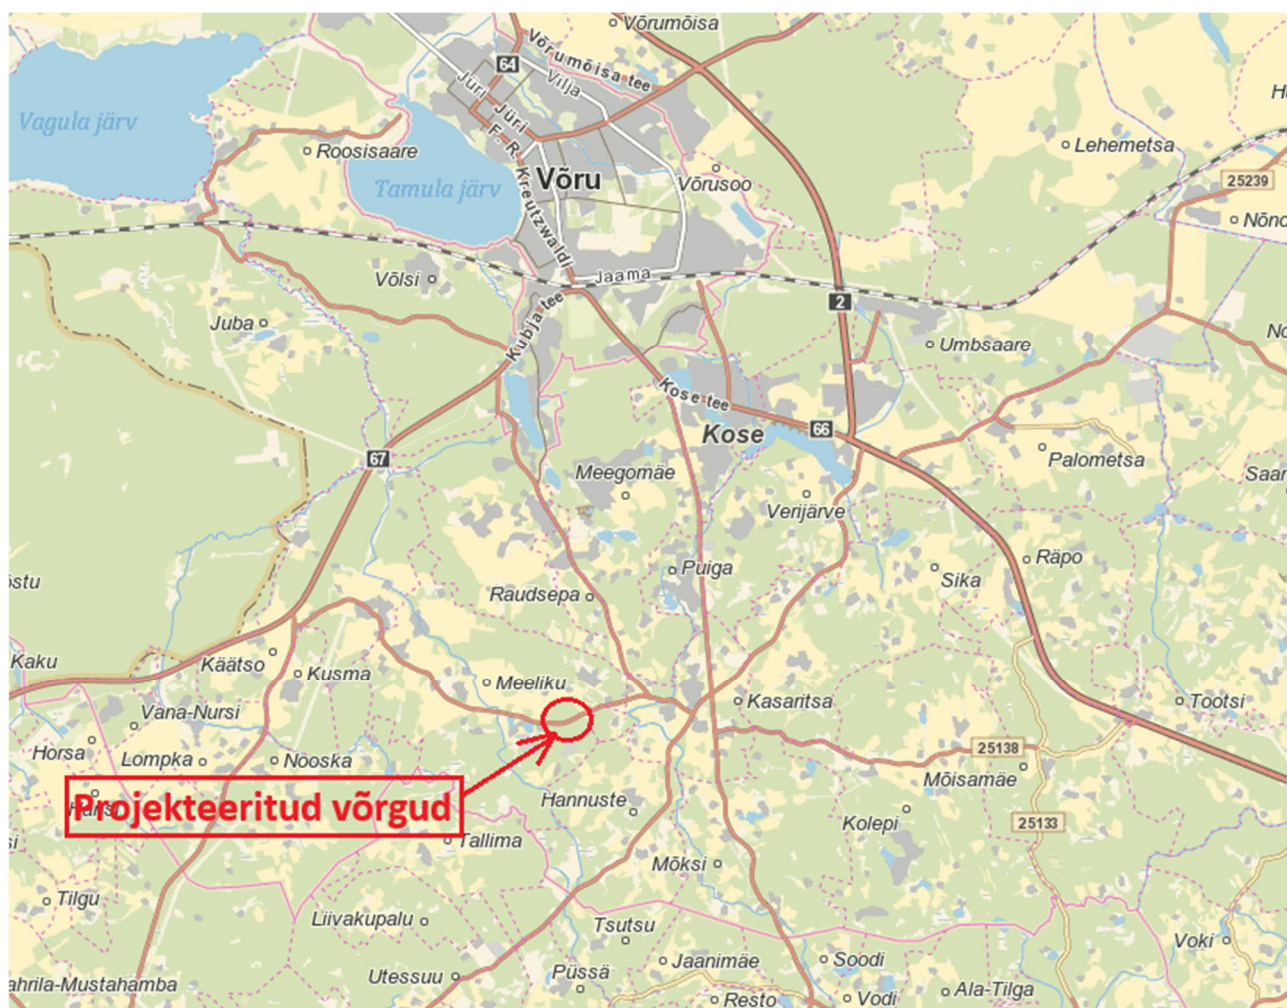 Võrumõisa
Võrumõisa tee
64
Vilja
Jüri
Jüri
F. R. Kreutzwaldi
Vagula järv
Roosisaare
Lehemetsa
Tamula järv
Võru
Võrusoo
25239
Võlsi
Jaama
2
Juba
Kubja tee
Umbsaare
Kose tee
Kose
66
67
Palometsa
Meegomäe
Verijärve
Puiga
Räpo
Sika
Raudsepa
Kaku
Käätso
Kusma
Meeliku
Kasaritsa
Tootsi
Vana-Nursi
Horsa
Lompka
Nooska
25138
Mõisamäe
Projekteeritud võrgud
Hannuste
Kolepi
25133
Tallima
Mõksi
Tilgu
Liivakupalu
Tsutsu
Voki
Utessuu
Püssä
Jaanimäe
Soodi
ahrila-Mustahamba
Resto
Vodi
Ala-Tilga